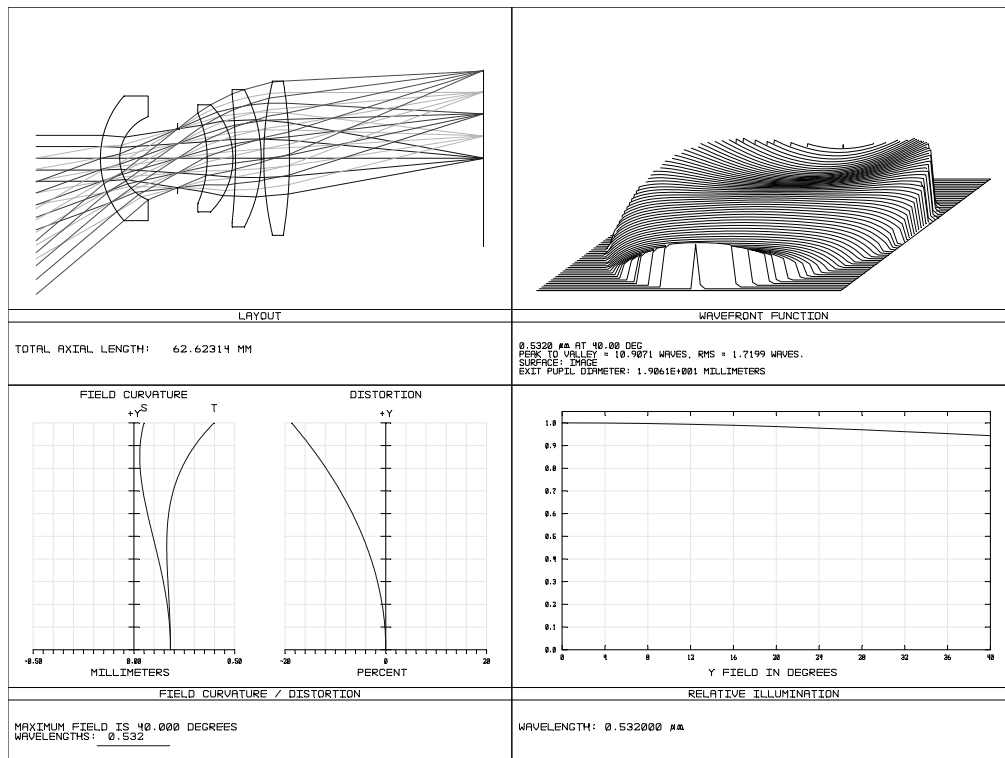 LAYOUT
TOTAL AXIAL LENGTH: 62.62314 MM
WAVEFRONT FUNCTION
0.5320 µm AT 40.00 DEG
PEAK TO VALLEY = 10.9071 WAVES, RMS = 1.7199 WAVES.
SURFACE: IMAGE
EXIT PUPIL DIAMETER: 1.9061E+001 MILLIMETERS
FIELD CURVATURE
+Y
S
T
-0.50
0.00
0.50
MILLIMETERS
DISTORTION
+Y
-20
0
20
PERCENT
FIELD CURVATURE / DISTORTION
MAXIMUM FIELD IS 40.000 DEGREES
WAVELENGTHS: 0.532
1.0
0.9
0.8
0.7
0.6
0.5
0.4
0.3
0.2
0.1
0.0
0 4 8 12 16 20 24 28 32 36 40
Y FIELD IN DEGREES
RELATIVE ILLUMINATION
WAVELENGTH: 0.532000 µm